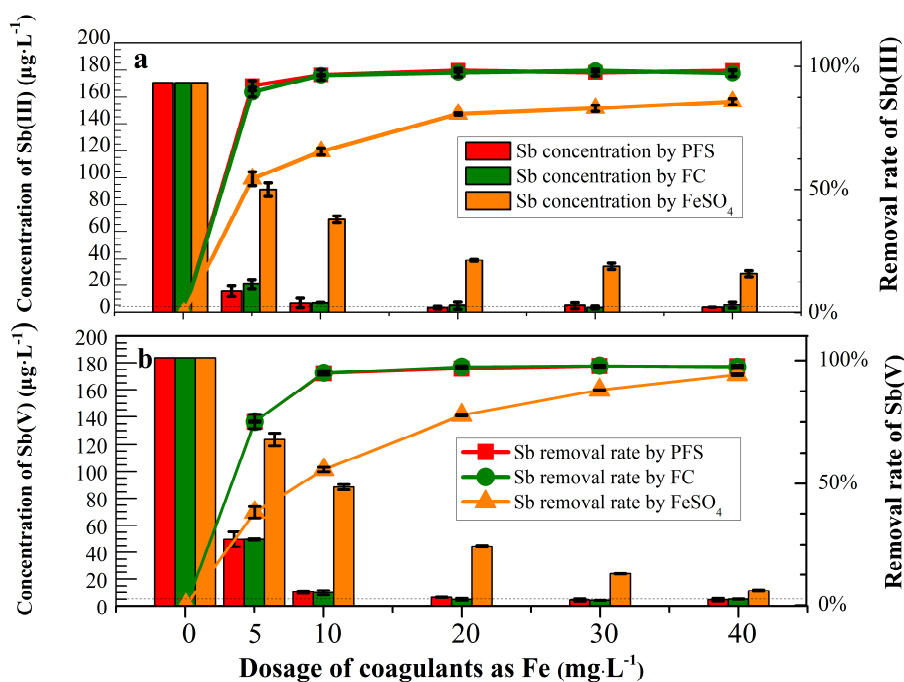 Concentration of Sb(III) (µg·L⁻¹)
200
180
160
140
120
100
80
60
40
20
0
a
Sb concentration by PFS
Sb concentration by FC
Sb concentration by FeSO₄
100%
50%
0%
Removal rate of Sb(III)
Concentration of Sb(V) (µg·L⁻¹)
200
180
160
140
120
100
80
60
40
20
0
b
Sb removal rate by PFS
Sb removal rate by FC
Sb removal rate by FeSO₄
100%
50%
0%
Removal rate of Sb(V)
0 5 10 20 30 40
Dosage of coagulants as Fe (mg·L⁻¹)